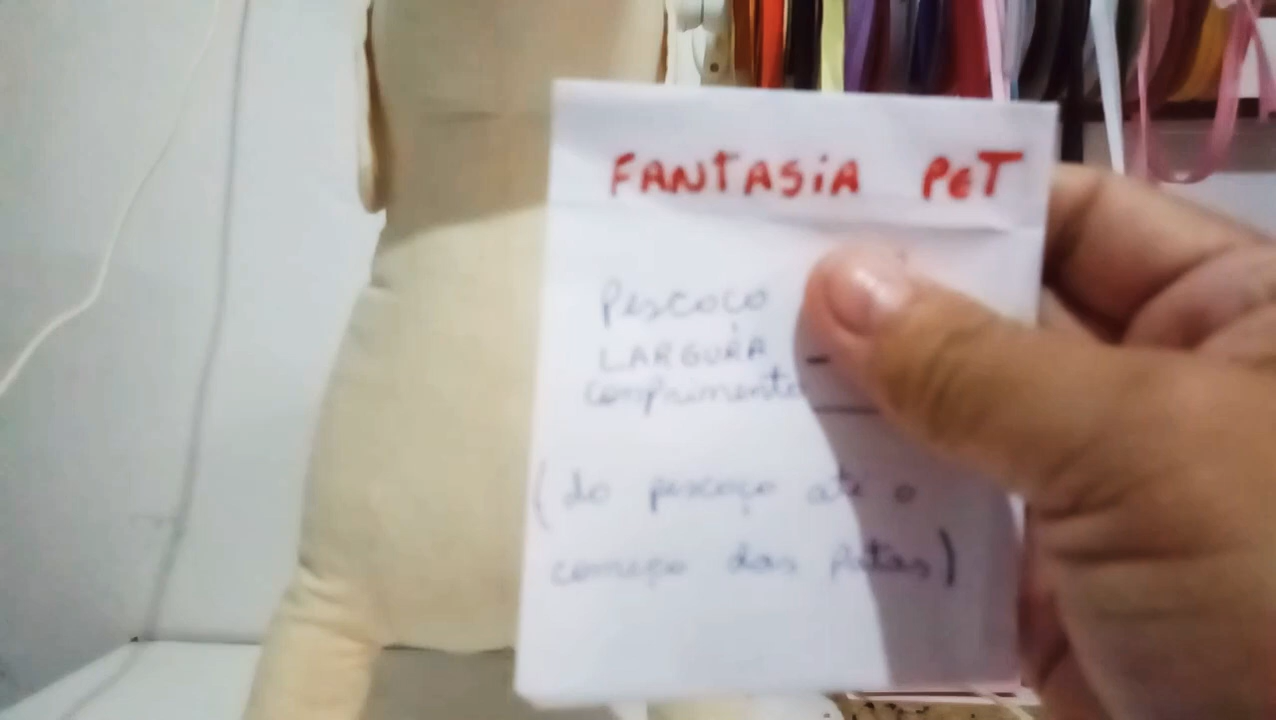 FANTASiA PET
Pescoço
LARGURA -
Comprimento
(do pescoço até o
começo das patas)